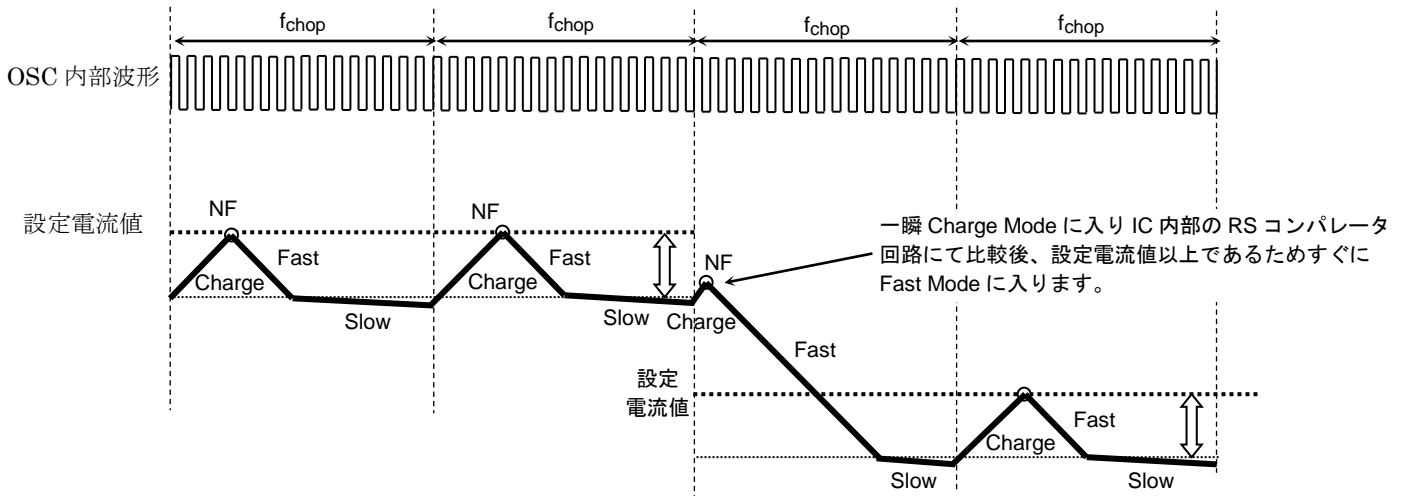 fchop fchop fchop fchop
OSC 内部波形
設定電流値
NF NF
一瞬 Charge Mode に入り IC 内部の RS コンパレータ
回路にて比較後、設定電流値以上であるためすぐに
Fast Mode に入ります。
NF
Fast Fast
Charge Charge
Slow Slow Charge
Fast
設定
電流値
Fast
Charge
Slow Slow